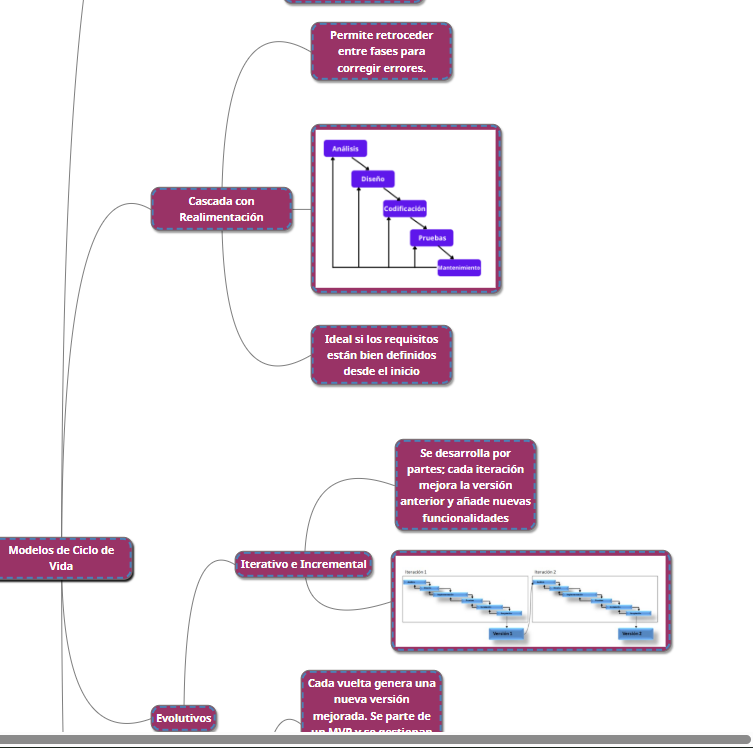 Permite retroceder
entre fases para
corregir errores.
Análisis
Diseño
Codificación
Pruebas
Mantenimiento
Cascada con
Realimentación
Ideal si los requisitos
están bien definidos
desde el inicio
Se desarrolla por
partes; cada iteración
mejora la versión
anterior y añade nuevas
funcionalidades
Modelos de Ciclo de
Vida
Iterativo e Incremental
Iteración 1
Iteración 2
Versión 1
Versión 2
Cada vuelta genera una
nueva versión
mejorada. Se parte de
un MVP y se gestionan
Evolutivos